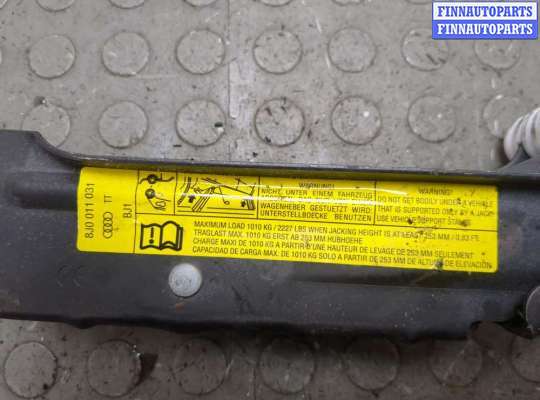 FINNAUTOPARTS
FINNAUTOPARTS
8J0 011 031
TT
BJ1
WARNUNG!
NICHT UNTER EINEM FAHRZEUG
WAGENHEBER GESTUETZT WIRD
UNTERSTELLBOECKE BENUTZEN
WARNING!
DO NOT GET BODILY UNDER A VEHICLE
THAT IS SUPPORTED ONLY BY A JACK
USE VEHICLE SUPPORT STANDS
MAXIMUM LOAD 1010 KG / 2227 LBS WHEN JACKING HEIGHT IS AT LEAST 253 MM / 0.83 FT
TRAGLAST MAX. 1010 KG ERST AB 253 MM HUBHOEHE
CHARGE MAXI DE 1010 KG A PARTIR D'UNE HAUTEUR DE LEVAGE DE 253 MM SEULEMENT
CAPACIDAD DE CARGA MAX. DE 1010 KG SOLO A PARTIR DE 253 MM DE ALTURA DE ELEVACION